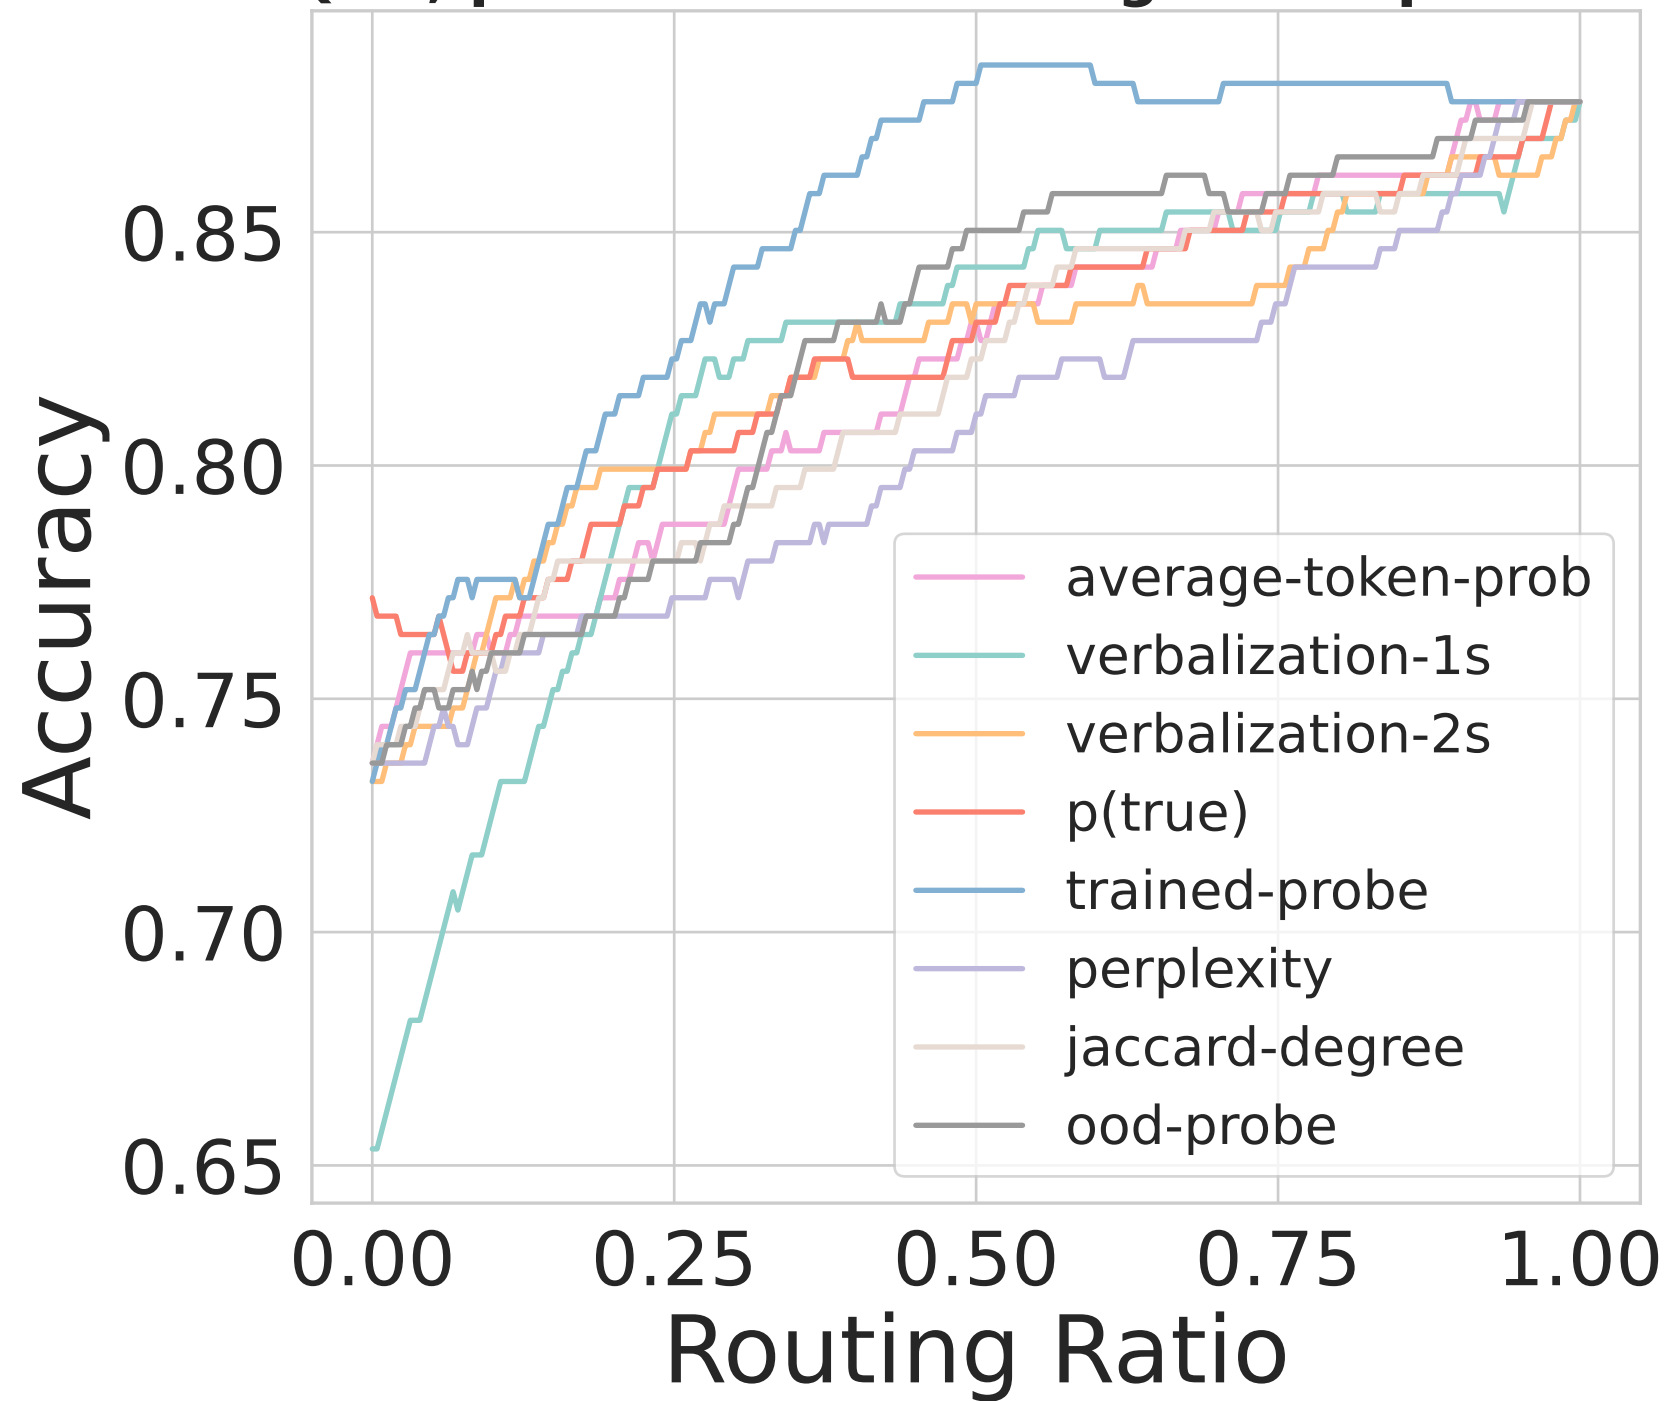 0.85
0.80
0.75
0.70
0.65
Accuracy
average-token-prob
verbalization-1s
verbalization-2s
p(true)
trained-probe
perplexity
jaccard-degree
ood-probe
0.00 0.25 0.50 0.75 1.00
Routing Ratio